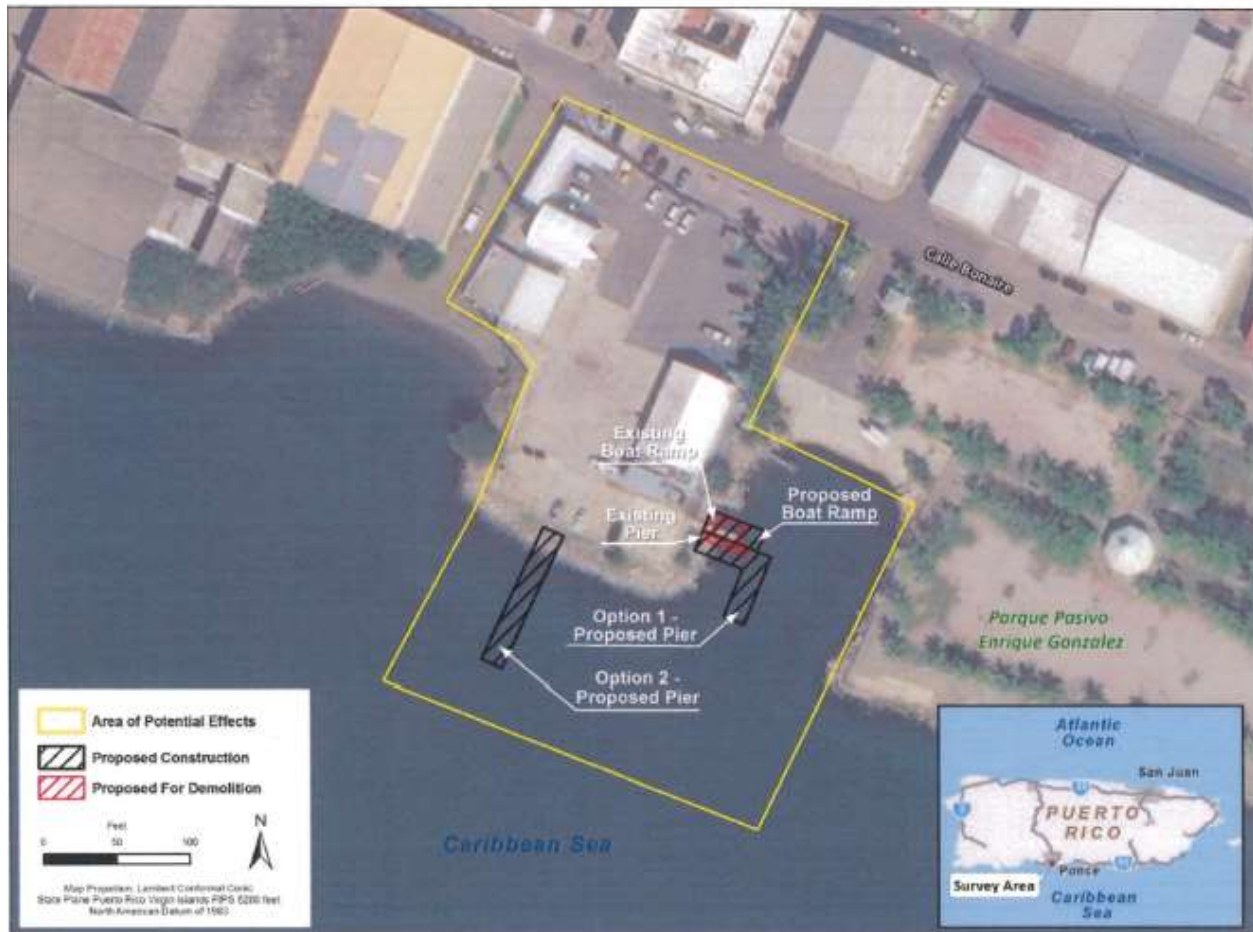 Calle Bonaire
Existing
Boat Ramp
Proposed
Boat Ramp
Existing
Pier
Option 1 -
Proposed Pier
Option 2 -
Proposed Pier
Parque Pasivo
Enrique Gonzalez
Caribbean Sea
Area of Potential Effects
Proposed Construction
Proposed For Demolition
Feet
0 50 100
N
Map Projection: Lambert Conformal Conic
State Plane Puerto Rico Virgin Islands FIPS 5200 feet
North American Datum of 1983
Atlantic
Ocean
San Juan
PUERTO
RICO
Ponce
Survey Area
Caribbean
Sea